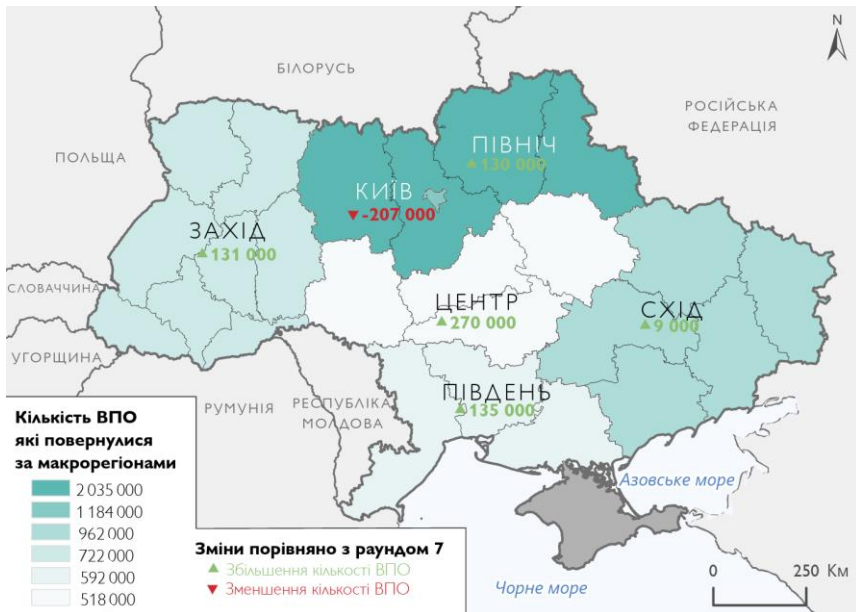 N
БІЛОРУСЬ
РОСІЙСЬКА
ФЕДЕРАЦІЯ
ПОЛЬЩА
ПІВНІЧ
▲130 000
КИЇВ
▼-207 000
ЗАХІД
▲131 000
СЛОВАЧЧИНА
ЦЕНТР
▲270 000
СХІД
▲9 000
УГОРЩИНА
ПІВДЕНЬ
▲135 000
РУМУНІЯ
РЕСПУБЛІКА
МОЛДОВА
Азовське море
Чорне море
Кількість ВПО
які повернулися
за макрорегіонами
2 035 000
1 184 000
962 000
722 000
592 000
518 000
Зміни порівняно з раундом 7
▲ Збільшення кількості ВПО
▼ Зменшення кількості ВПО
0 250 Км